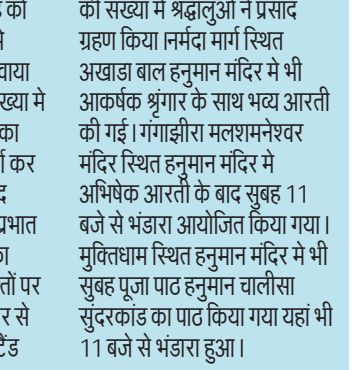 की संख्या में श्रद्धालुओं ने प्रसाद
ग्रहण किया।नर्मदा मार्ग स्थित
अखाडा बाल हनुमान मंदिर मे भी
आकर्षक श्रृंगार के साथ भव्य आरती
की गई। गंगाझीरा मलशमनेश्वर
मंदिर स्थित हनुमान मंदिर मे
अभिषेक आरती के बाद सुबह 11
बजे से भंडारा आयोजित किया गया।
मुक्तिधाम स्थित हनुमान मंदिर मे भी
सुबह पूजा पाठ हनुमान चालीसा
सुंदरकांड का पाठ किया गया यहां भी
11 बजे से भंडारा हुआ।